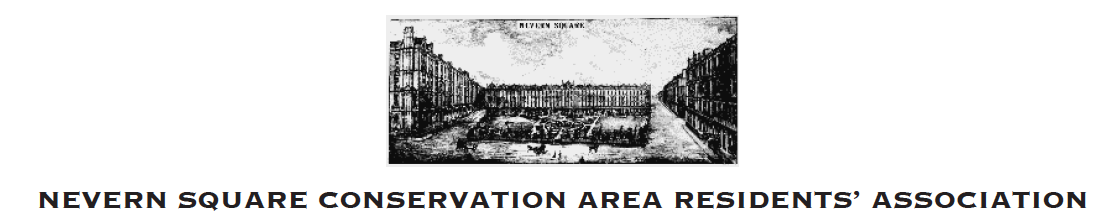 NEVERN SQUARE
NEVERN SQUARE CONSERVATION AREA RESIDENTS’ ASSOCIATION